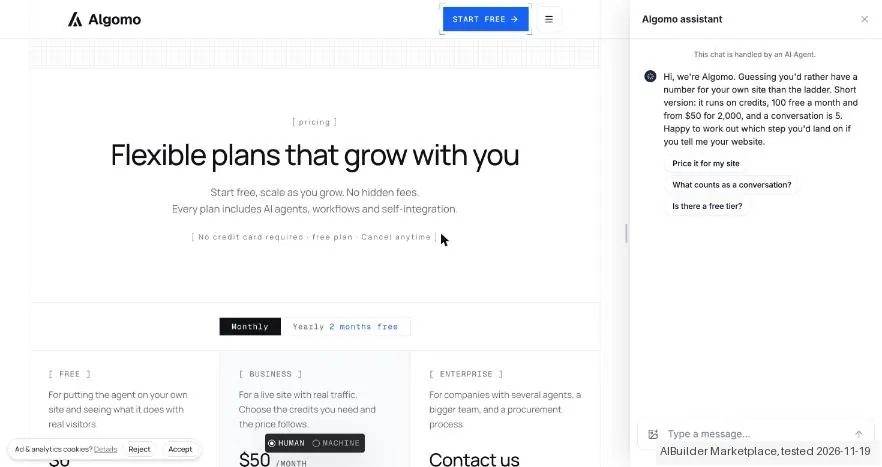 Algomo
START FREE →
[ pricing ]
Flexible plans that grow with you
Start free, scale as you grow. No hidden fees.
Every plan includes AI agents, workflows and self-integration.
[ No credit card required · free plan · Cancel anytime ]
Monthly
Yearly 2 months free
[ FREE ]
For putting the agent on your own
site and seeing what it does with
real visitors.
$0
[ BUSINESS ]
For a live site with real traffic.
Choose the credits you need and
the price follows.
$50 /MONTH
[ ENTERPRISE ]
For companies with several agents, a
bigger team, and a procurement
process.
Contact us
Ad & analytics cookies? Details
Reject
Accept
HUMAN
MACHINE
Algomo assistant
This chat is handled by an AI Agent.
Hi, we're Algomo. Guessing you'd rather have a
number for your own site than the ladder. Short
version: it runs on credits, 100 free a month and
from $50 for 2,000, and a conversation is 5.
Happy to work out which step you'd land on if
you tell me your website.
Price it for my site
What counts as a conversation?
Is there a free tier?
Type a message...
AIBuilder Marketplace,tested 2026-11-19